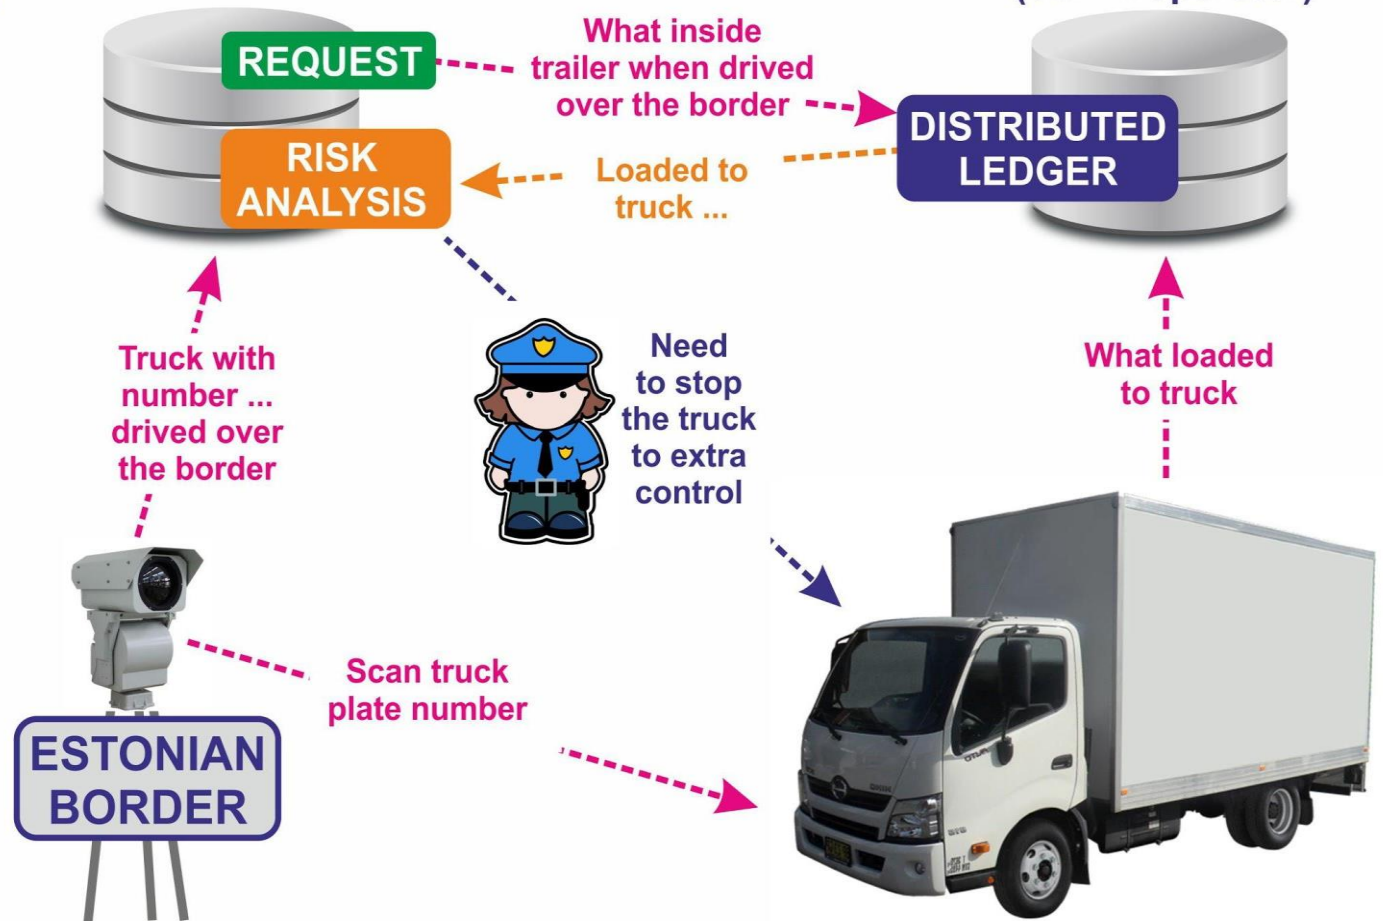 REQUEST
What inside
trailer when drived
over the border
DISTRIBUTED
LEDGER
RISK
ANALYSIS
Loaded to
truck ...
Truck with
number ...
drived over
the border
Need
to stop
the truck
to extra
control
What loaded
to truck
Scan truck
plate number
ESTONIAN
BORDER